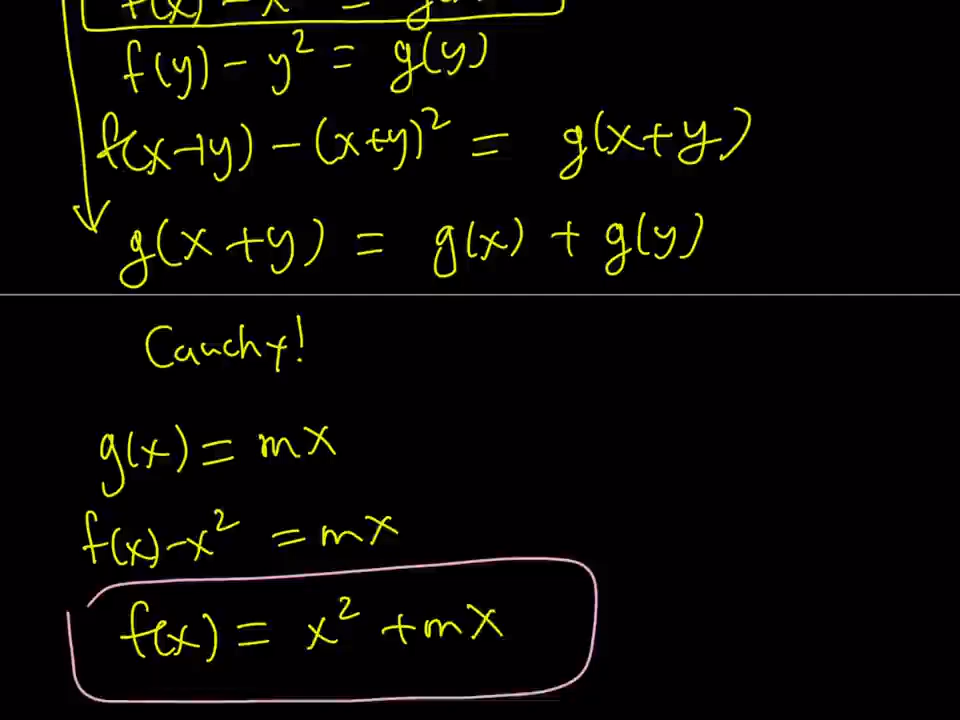 f(y) - y² = g(y)
f(x+y) - (x+y)² = g(x+y)
g(x+y) = g(x) + g(y)
Cauchy!
g(x) = mx
f(x) - x² = mx
f(x) = x² + mx